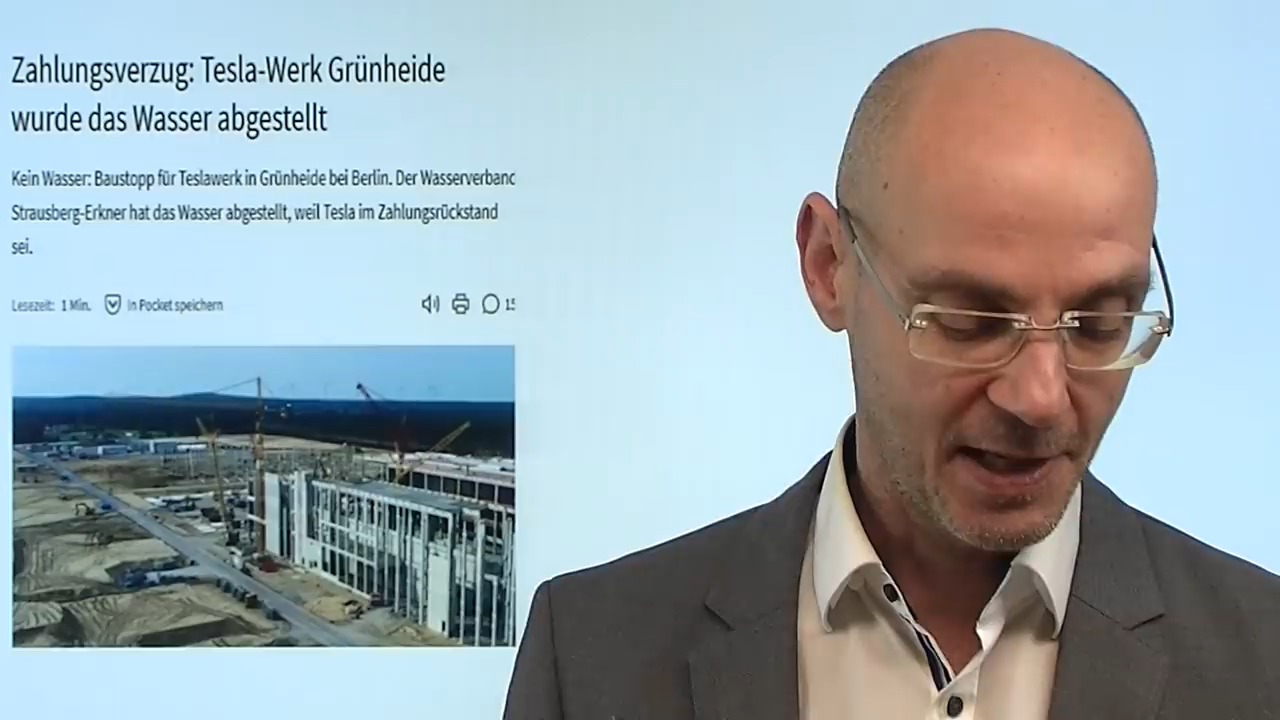 Zahlungsverzug: Tesla-Werk Grünheide
wurde das Wasser abgestellt
Kein Wasser: Baustopp für Teslawerk in Grünheide bei Berlin. Der Wasserverband
Strausberg-Erkner hat das Wasser abgestellt, weil Tesla im Zahlungsrückstand
sei.
Lesezeit: 1 Min. In Pocket speichern 15